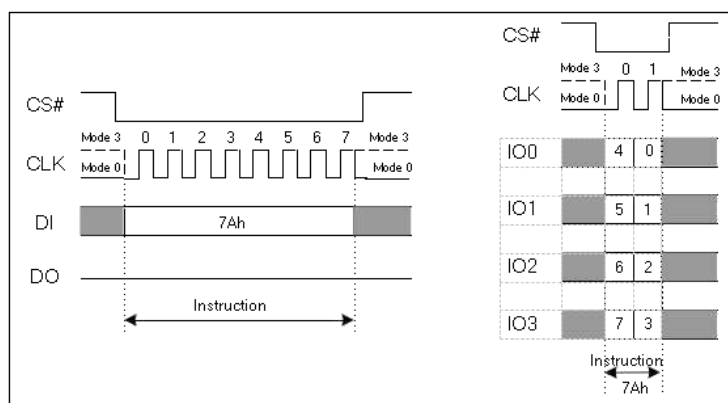 CS#
Mode 3 0 1 2 3 4 5 6 7 Mode 3
CLK
Mode 0 Mode 0
DI 7Ah
DO
Instruction
CS#
Mode 3 0 1 Mode 3
CLK Mode 0 Mode 0
IO0 4 0
IO1 5 1
IO2 6 2
IO3 7 3
Instruction
7Ah